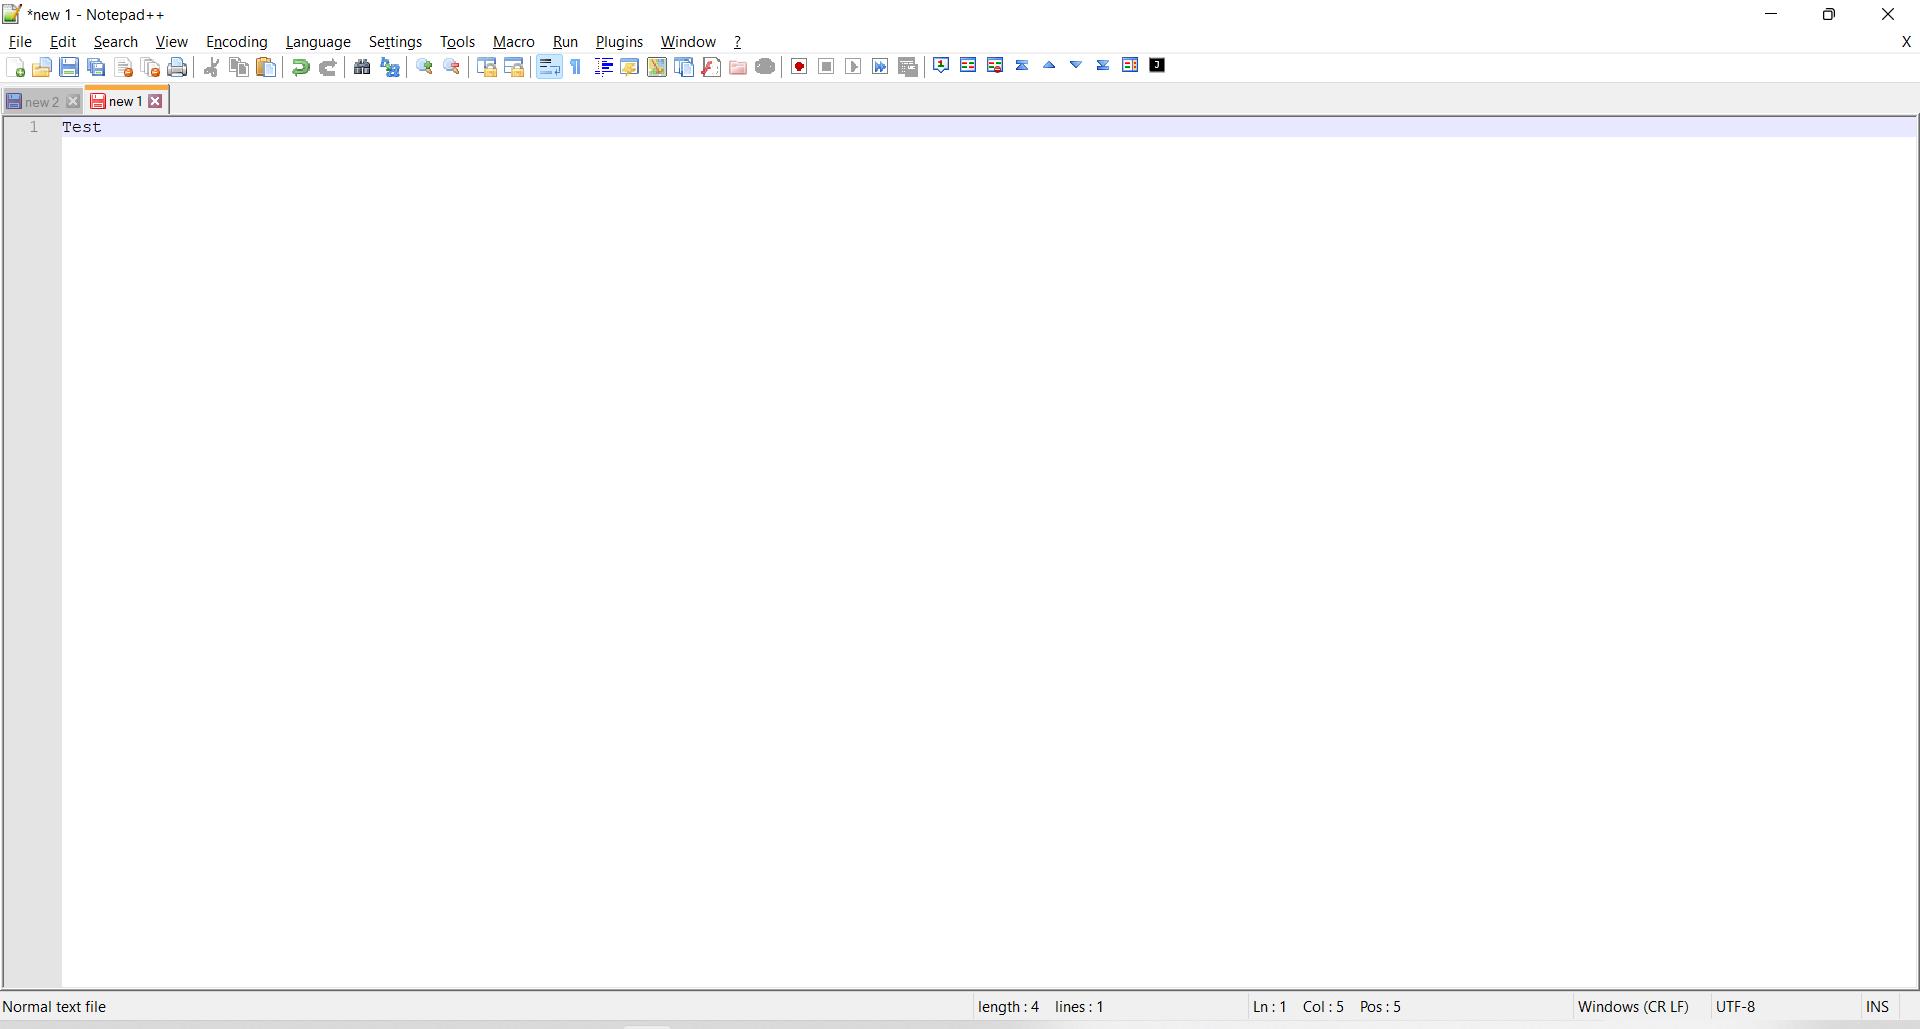 *new 1 - Notepad++
File Edit Search View Encoding Language Settings Tools Macro Run Plugins Window ? X
new 2 new 1
1 Test
Normal text file length : 4 lines : 1 Ln : 1 Col : 5 Pos : 5 Windows (CR LF) UTF-8 INS